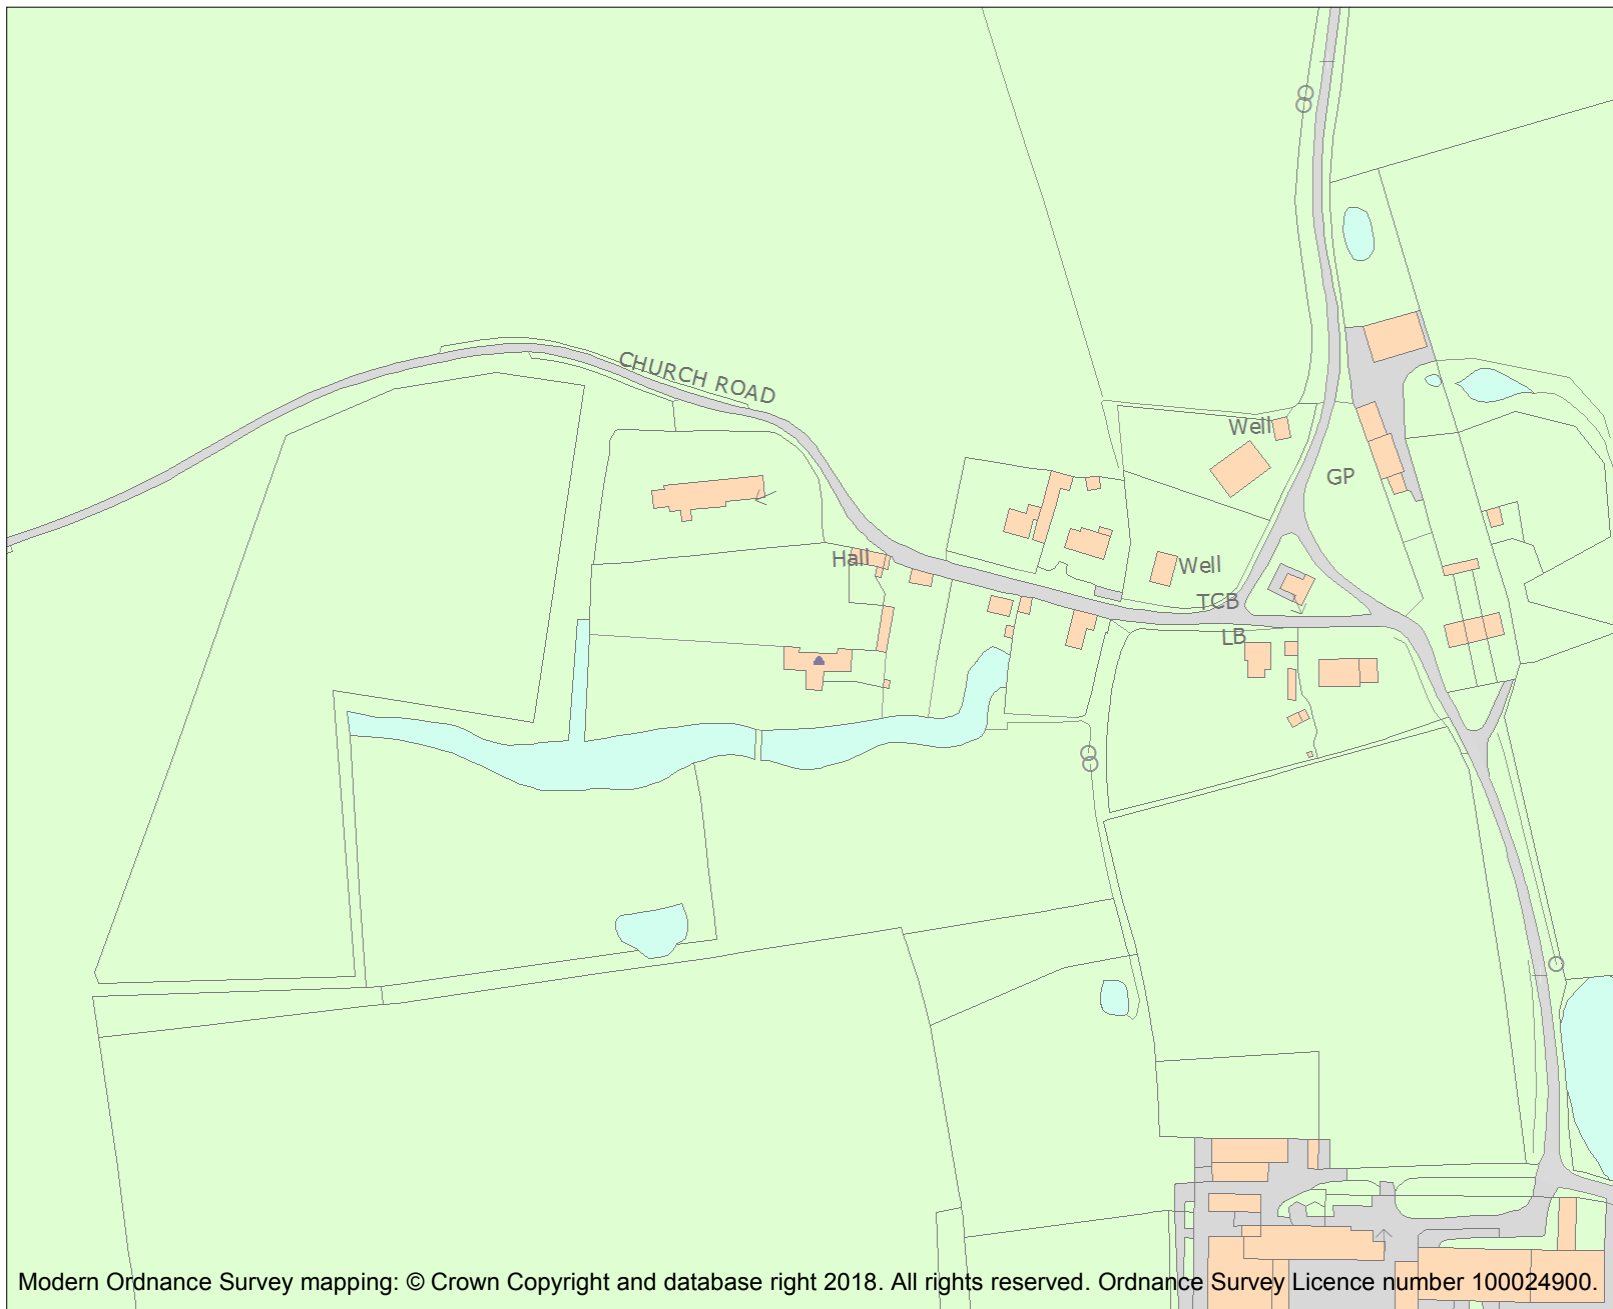 CHURCH ROAD
Well
GP
Hall
Well
TCB
LB
Modern Ordnance Survey mapping: © Crown Copyright and database right 2018. All rights reserved. Ordnance Survey Licence number 100024900.